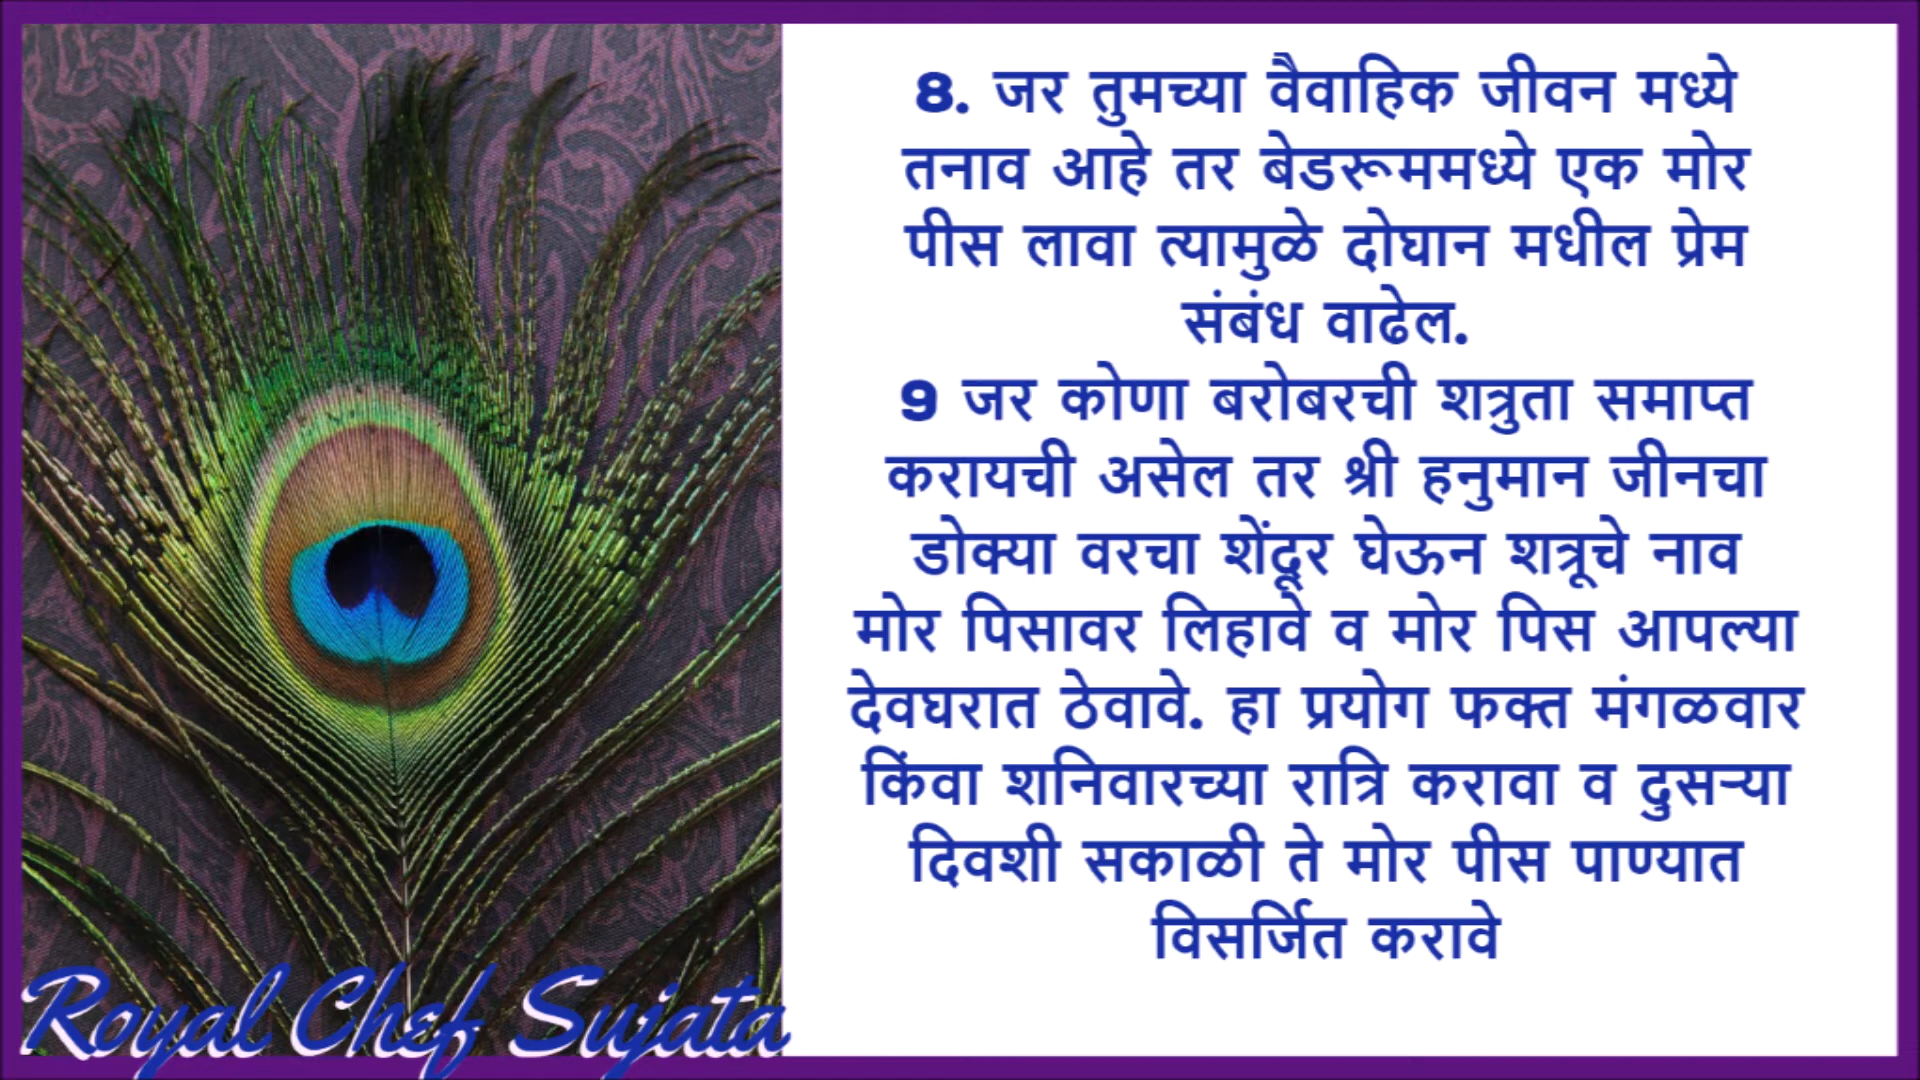 8. जर तुमच्या वैवाहिक जीवन मध्ये
तनाव आहे तर बेडरूममध्ये एक मोर
पीस लावा त्यामुळे दोघान मधील प्रेम
संबंध वाढेल.
9 जर कोणा बरोबरची शत्रुता समाप्त
करायची असेल तर श्री हनुमान जीनचा
डोक्या वरचा शेंदूर घेऊन शत्रूचे नाव
मोर पिसावर लिहावे व मोर पिस आपल्या
देवघरात ठेवावे. हा प्रयोग फक्त मंगळवार
किंवा शनिवारच्या रात्रि करावा व दुसऱ्या
दिवशी सकाळी ते मोर पीस पाण्यात
विसर्जित करावे
Royal Chef Sujata